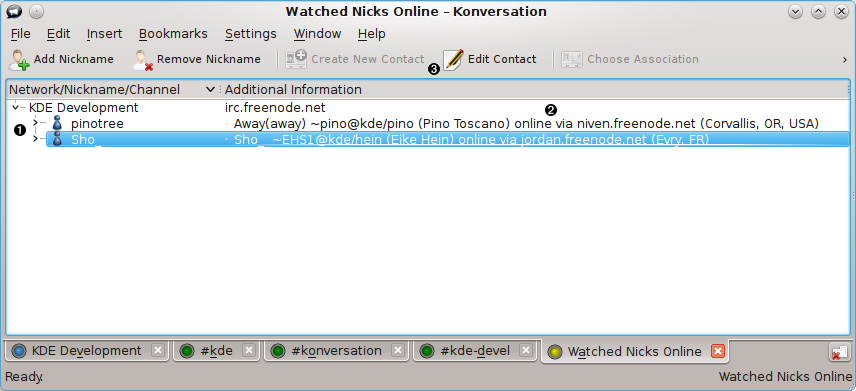 Watched Nicks Online – Konversation
File Edit Insert Bookmarks Settings Window Help
Add Nickname Remove Nickname Create New Contact Edit Contact Choose Association
3
Network/Nickname/Channel Additional Information
KDE Development irc.freenode.net 2
pinotree Away(away) ~pino@kde/pino (Pino Toscano) online via niven.freenode.net (Corvallis, OR, USA)
1
Sho_ Sho_ ~EHS1@kde/hein (Eike Hein) online via jordan.freenode.net (Evry, FR)
KDE Development #kde #konversation #kde-devel Watched Nicks Online
Ready. Watched Nicks Online